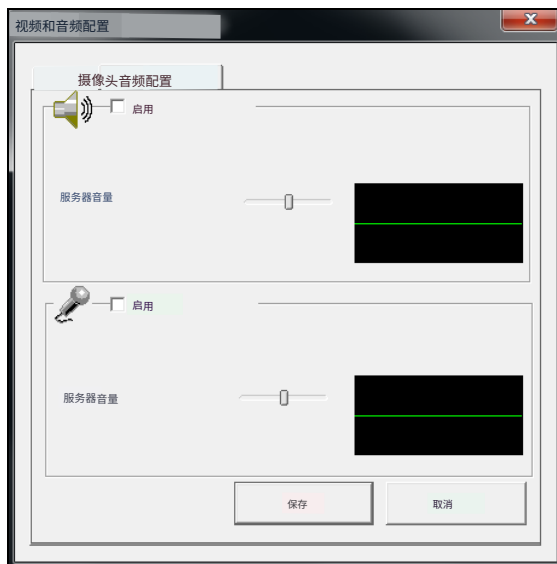 视频和音频配置
摄像头音频配置
启用
服务器音量
启用
服务器音量
保存
取消